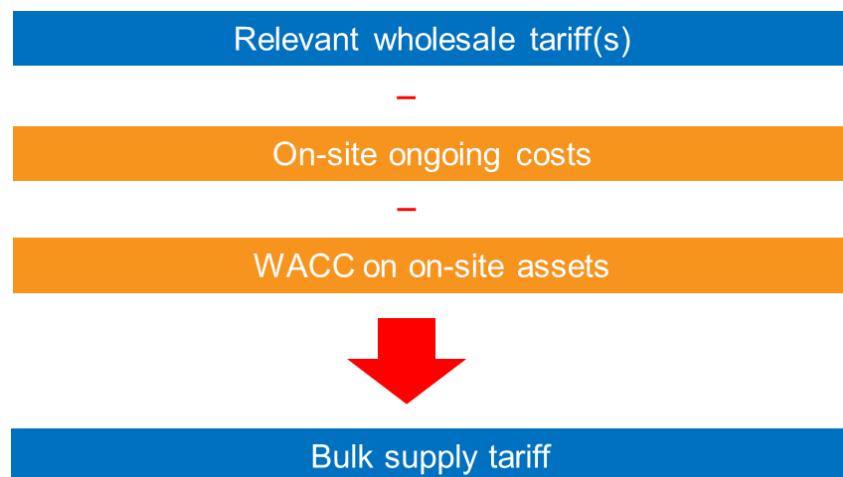 Relevant wholesale tariff(s)
–
On-site ongoing costs
–
WACC on on-site assets
Bulk supply tariff